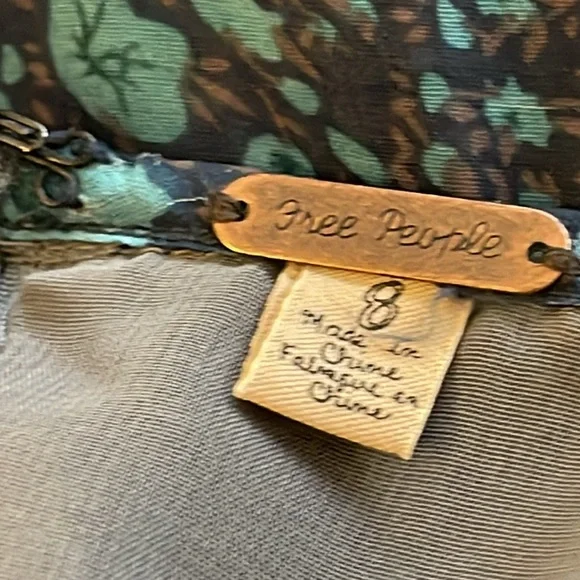 Free People
8
Made in
China
Fabriqué en
Chine